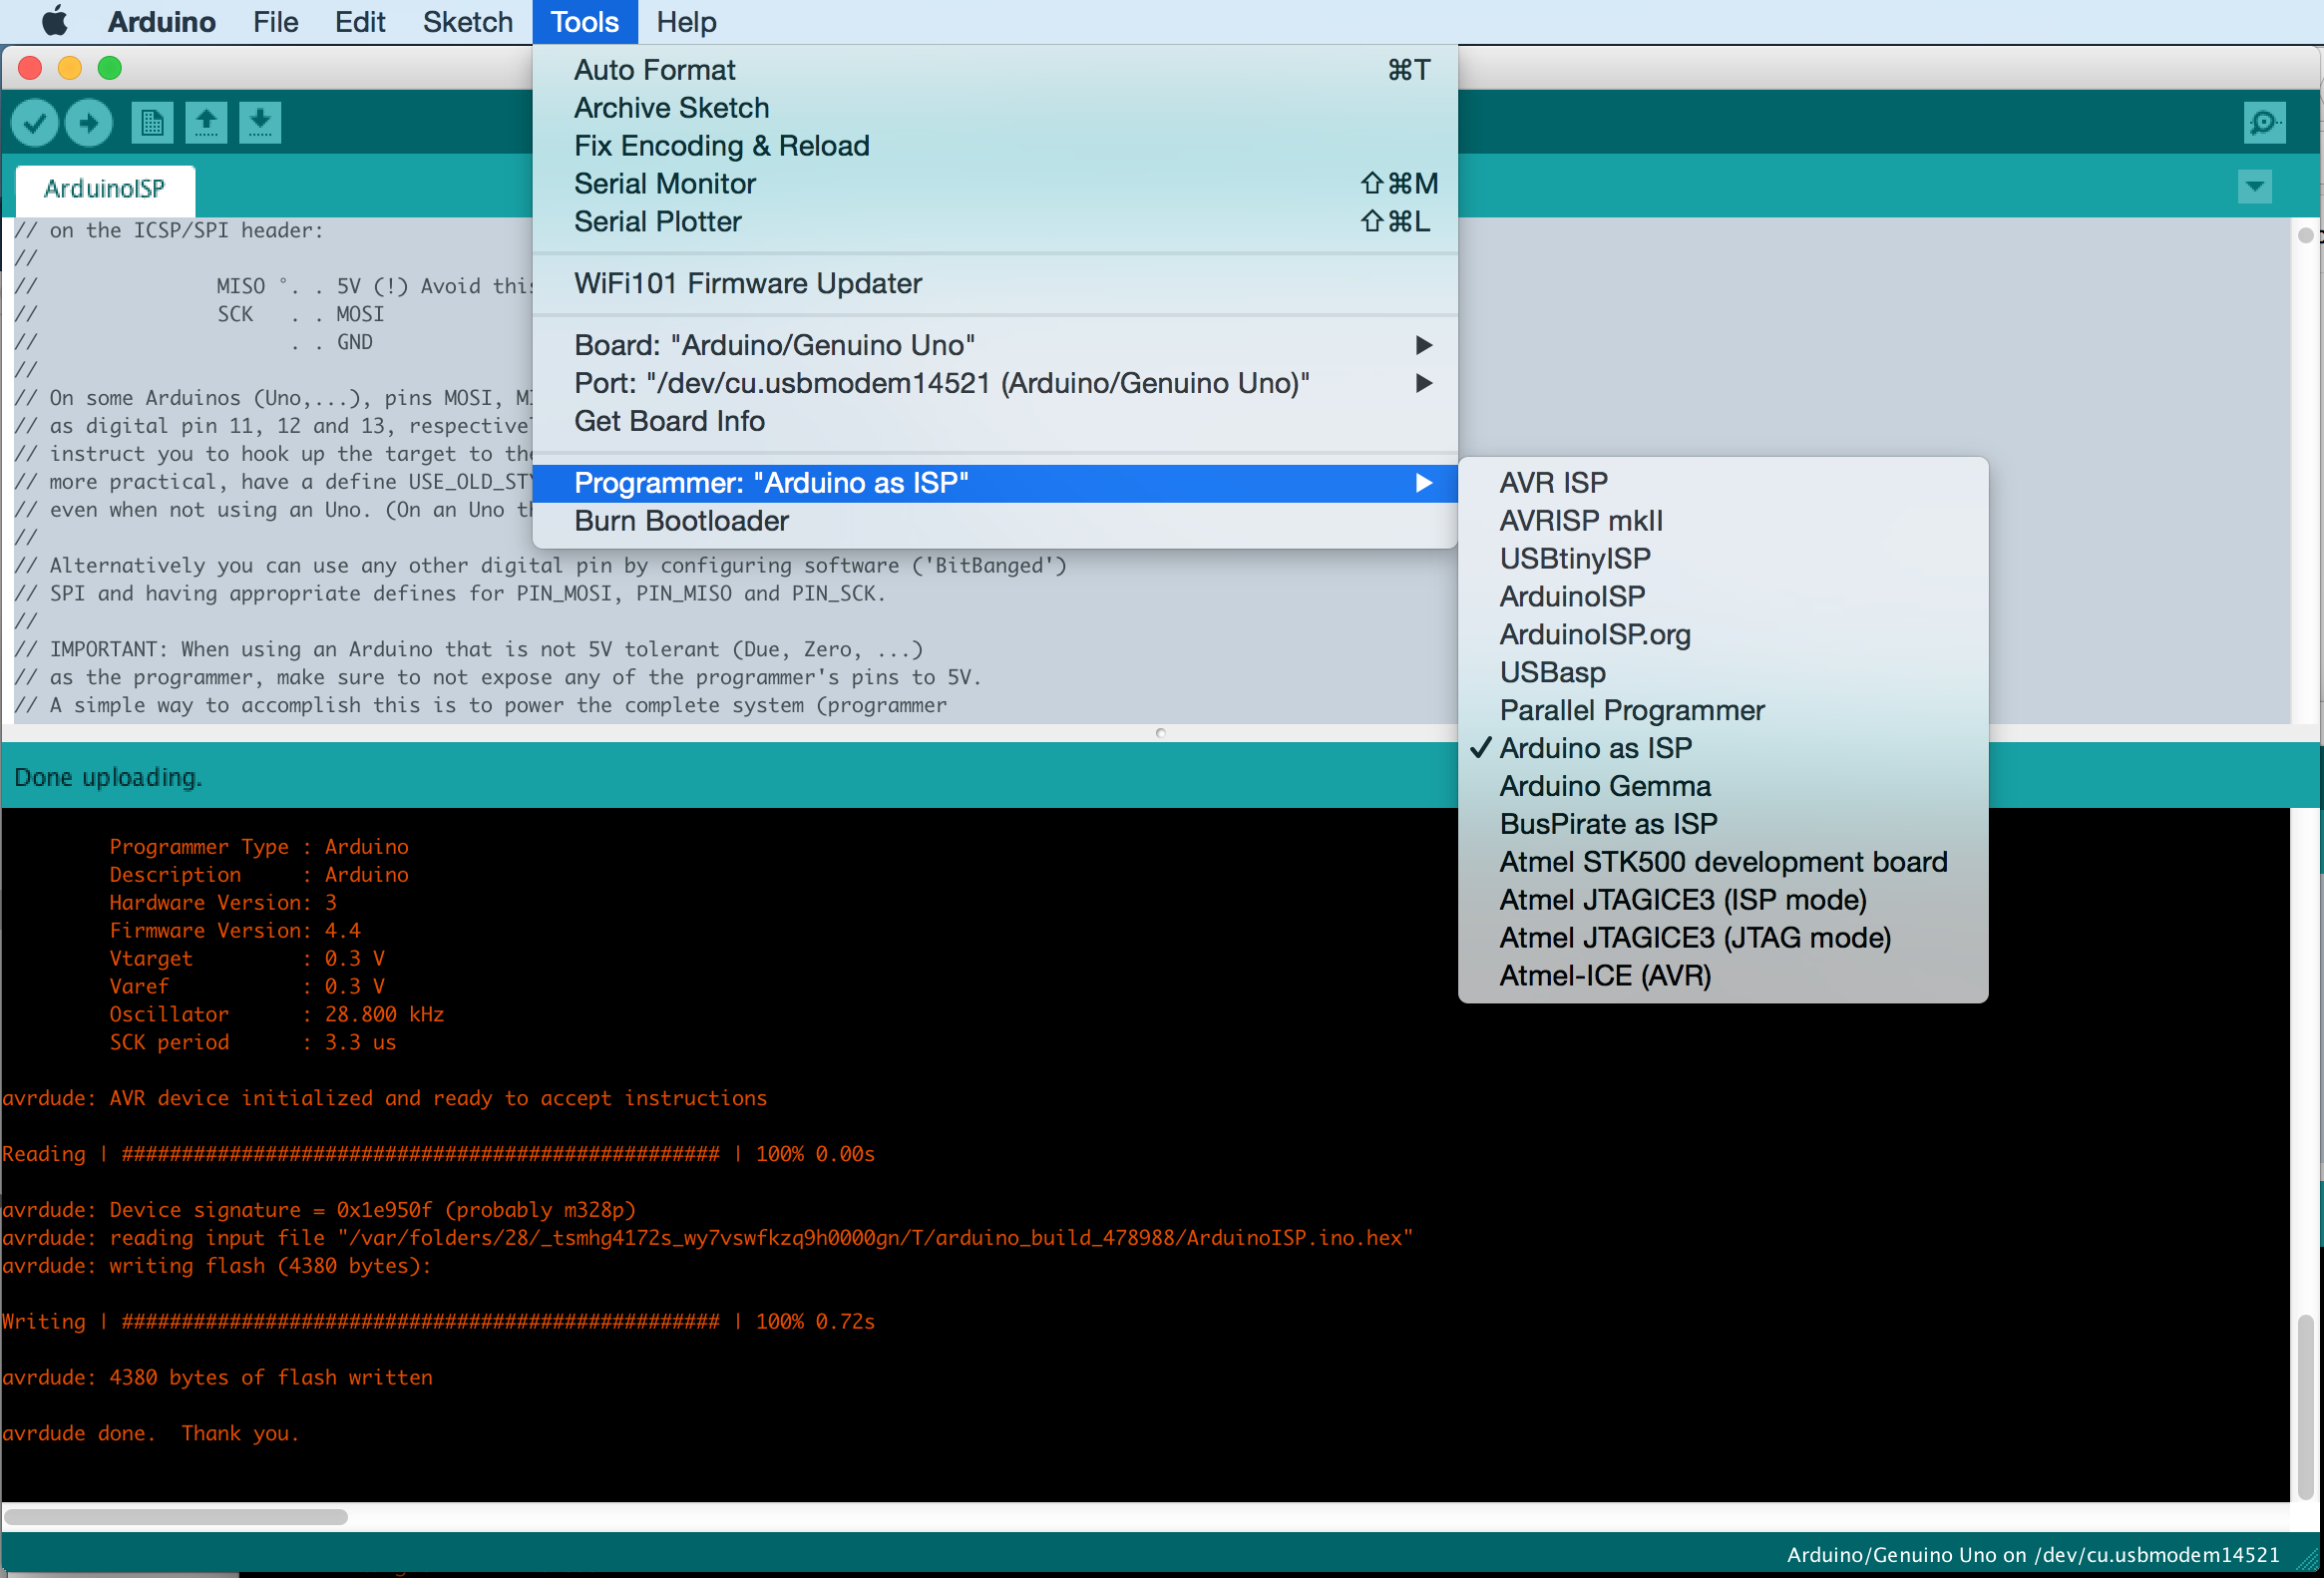 Arduino File Edit Sketch Tools Help
Auto Format ⌘T
Archive Sketch
Fix Encoding & Reload
Serial Monitor ⇧⌘M
Serial Plotter ⇧⌘L
WiFi101 Firmware Updater
Board: "Arduino/Genuino Uno"
Port: "/dev/cu.usbmodem14521 (Arduino/Genuino Uno)"
Get Board Info
Programmer: "Arduino as ISP"
Burn Bootloader
AVR ISP
AVRISP mkII
USBtinyISP
ArduinoISP
ArduinoISP.org
USBasp
Parallel Programmer
✓ Arduino as ISP
Arduino Gemma
BusPirate as ISP
Atmel STK500 development board
Atmel JTAGICE3 (ISP mode)
Atmel JTAGICE3 (JTAG mode)
Atmel-ICE (AVR)
ArduinoISP
// on the ICSP/SPI header:
//
// MISO °. . 5V (!) Avoid this
// SCK . . MOSI
// . . GND
//
// On some Arduinos (Uno,...), pins MOSI,
// as digital pin 11, 12 and 13,
// instruct you to hook up the target to the
// more practical, have a define
// even when not using an Uno. (On an Uno
//
// Alternatively you can use any other digital pin by configuring software ('BitBanged')
// SPI and having appropriate defines for PIN_MOSI, PIN_MISO and PIN_SCK.
//
// IMPORTANT: When using an Arduino that is not 5V tolerant (Due, Zero, ...)
// as the programmer, make sure to not expose any of the programmer's pins to 5V.
// A simple way to accomplish this is to power the complete system (programmer
Done uploading.
Programmer Type : Arduino
Description : Arduino
Hardware Version: 3
Firmware Version: 4.4
Vtarget : 0.3 V
Varef : 0.3 V
Oscillator : 28.800 kHz
SCK period : 3.3 us
avrdude: AVR device initialized and ready to accept instructions
Reading | ################################################## | 100% 0.00s
avrdude: Device signature = 0x1e950f (probably m328p)
avrdude: reading input file "/var/folders/28/_tsmhg4172s_wy7vswfkzq9h0000gn/T/arduino_build_478988/ArduinoISP.ino.hex"
avrdude: writing flash (4380 bytes):
Writing | ################################################## | 100% 0.72s
avrdude: 4380 bytes of flash written
avrdude done. Thank you.
Arduino/Genuino Uno on /dev/cu.usbmodem14521